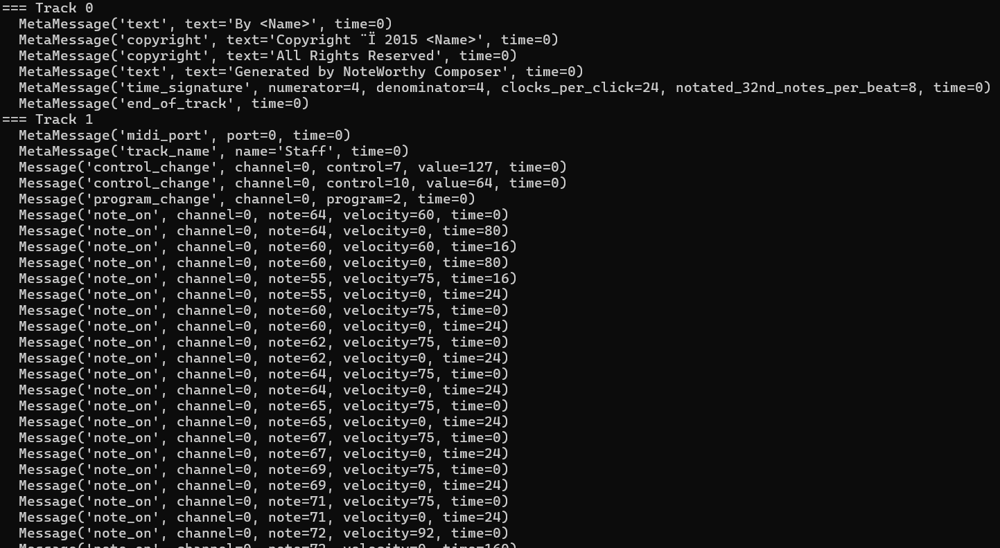 === Track 0
MetaMessage('text', text='By <Name>', time=0)
MetaMessage('copyright', text='Copyright ¨Ï 2015 <Name>', time=0)
MetaMessage('copyright', text='All Rights Reserved', time=0)
MetaMessage('text', text='Generated by NoteWorthy Composer', time=0)
MetaMessage('time_signature', numerator=4, denominator=4, clocks_per_click=24, notated_32nd_notes_per_beat=8, time=0)
MetaMessage('end_of_track', time=0)
=== Track 1
MetaMessage('midi_port', port=0, time=0)
MetaMessage('track_name', name='Staff', time=0)
Message('control_change', channel=0, control=7, value=127, time=0)
Message('control_change', channel=0, control=10, value=64, time=0)
Message('program_change', channel=0, program=2, time=0)
Message('note_on', channel=0, note=64, velocity=60, time=0)
Message('note_on', channel=0, note=64, velocity=0, time=80)
Message('note_on', channel=0, note=60, velocity=60, time=16)
Message('note_on', channel=0, note=60, velocity=0, time=80)
Message('note_on', channel=0, note=55, velocity=75, time=16)
Message('note_on', channel=0, note=55, velocity=0, time=24)
Message('note_on', channel=0, note=60, velocity=75, time=0)
Message('note_on', channel=0, note=60, velocity=0, time=24)
Message('note_on', channel=0, note=62, velocity=75, time=0)
Message('note_on', channel=0, note=62, velocity=0, time=24)
Message('note_on', channel=0, note=64, velocity=75, time=0)
Message('note_on', channel=0, note=64, velocity=0, time=24)
Message('note_on', channel=0, note=65, velocity=75, time=0)
Message('note_on', channel=0, note=65, velocity=0, time=24)
Message('note_on', channel=0, note=67, velocity=75, time=0)
Message('note_on', channel=0, note=67, velocity=0, time=24)
Message('note_on', channel=0, note=69, velocity=75, time=0)
Message('note_on', channel=0, note=69, velocity=0, time=24)
Message('note_on', channel=0, note=71, velocity=75, time=0)
Message('note_on', channel=0, note=71, velocity=0, time=24)
Message('note_on', channel=0, note=72, velocity=92, time=0)
Message('note_on', channel=0, note=72, velocity=0, time=160)